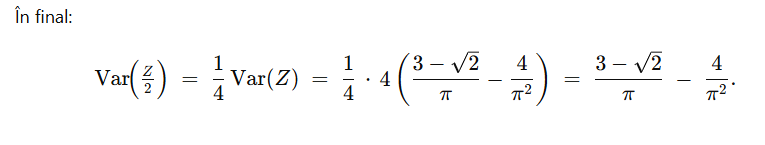 În final:
Var(Z/2) = 1/4 Var(Z) = 1/4 · 4 ( (3 − √2)/π − 4/π² ) = (3 − √2)/π − 4/π².